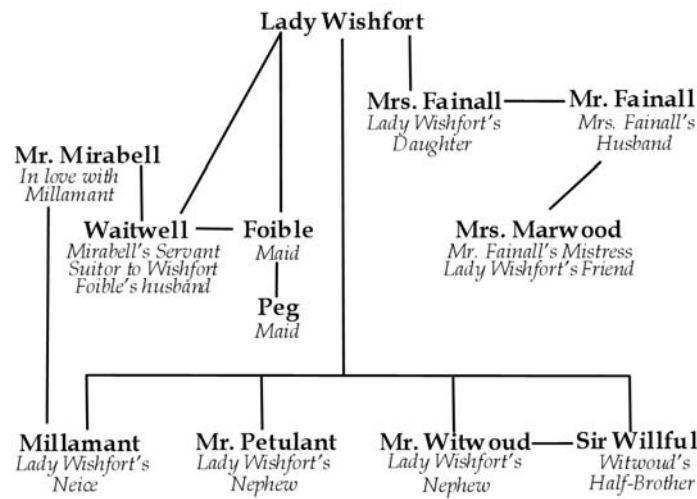 Lady Wishfort
Mrs. Fainall
Lady Wishfort's
Daughter
Mr. Fainall
Mrs. Fainall's
Husband
Mr. Mirabell
In love with
Millamant
Waitwell
Mirabell's Servant
Suitor to Wishfort
Foible's husband
Foible
Maid
Mrs. Marwood
Mr. Fainall's Mistress
Lady Wishfort's Friend
Peg
Maid
Millamant
Lady Wishfort's
Neice
Mr. Petulant
Lady Wishfort's
Nephew
Mr. Witwoud
Lady Wishfort's
Nephew
Sir Willful
Witwoud's
Half-Brother